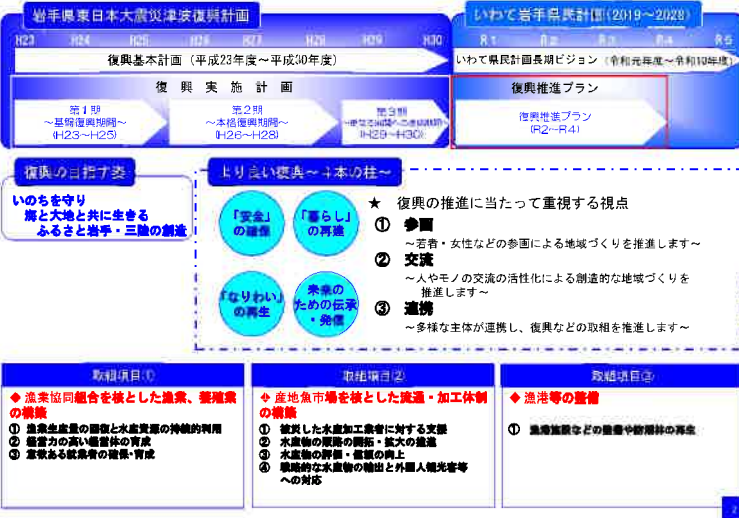 岩手県東日本大震災津波復興計画
いわて岩手県民計画(2019～2028)
H23 H24 H25 H26 H27 H28 H29 H30 R1 R2 R3 R4 R5
復興基本計画（平成23年度～平成30年度）
いわて県民計画長期ビジョン（令和元年度～令和10年度）
復興実施計画
復興推進プラン
第1期
～基盤復興期間～
(H23～H25)
第2期
～本格復興期間～
(H26～H28)
第3期
(H29～H30)
復興推進プラン
(R2～R4)
復興の目指す姿
いのちを守り
海と大地と共に生きる
ふるさと岩手・三陸の創造
より良い復興～４本の柱～
「安全」
の確保
「暮らし」
の再建
「なりわい」
の再生
未来の
ための伝承
・発信
★ 復興の推進に当たって重視する視点
① 参画
～若者・女性などの参画による地域づくりを推進します～
② 交流
～人やモノの交流の活性化による創造的な地域づくりを
推進します～
③ 連携
～多様な主体が連携し、復興などの取組を推進します～
取組項目①
◆ 漁業協同組合を核とした漁業、養殖業
の構築
① 漁業生産量の回復と水産資源の持続的利用
② 経営力の高い経営体の育成
③ 意欲ある就業者の確保・育成
取組項目②
◆ 産地魚市場を核とした流通・加工体制
の構築
① 被災した水産加工業者に対する支援
② 水産物の販路の開拓・拡大の推進
③ 水産物の評価・信頼の向上
④ 戦略的な水産物の輸出と外国人観光客等
への対応
取組項目③
◆ 漁港等の整備
① 漁港施設などの整備や防潮林の再生
2